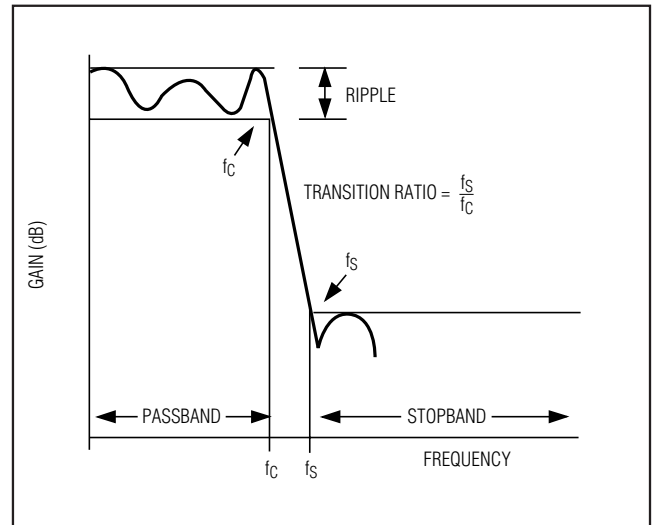 RIPPLE
fC
TRANSITION RATIO = fS/fC
GAIN (dB)
fS
PASSBAND
STOPBAND
fC
fS
FREQUENCY